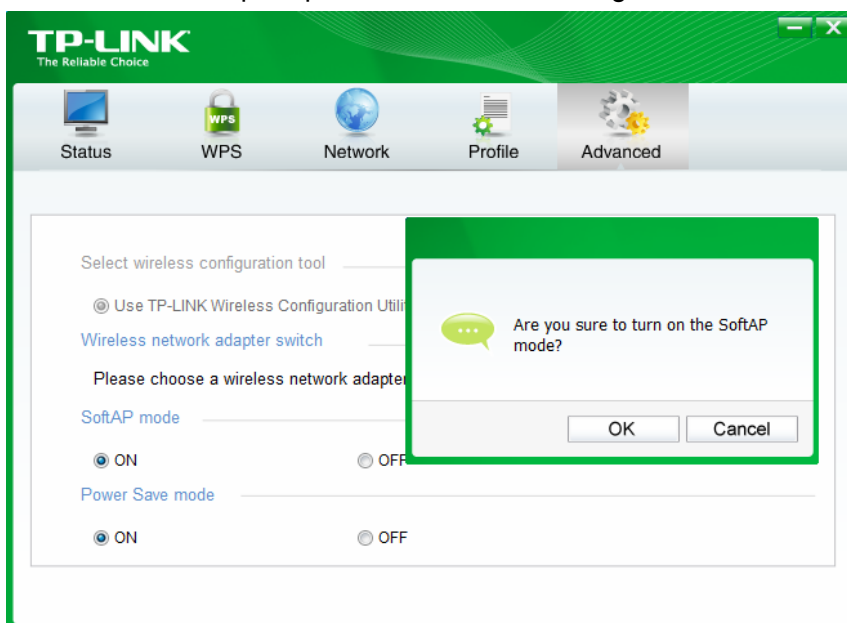 TP-LINK
The Reliable Choice
Status WPS Network Profile Advanced
WPS
Select wireless configuration tool
Use TP-LINK Wireless Configuration
Wireless network adapter switch
Please choose a wireless network adapter
SoftAP mode
ON OFF
Power Save mode
ON OFF
Are you sure to turn on the SoftAP
mode?
OK Cancel